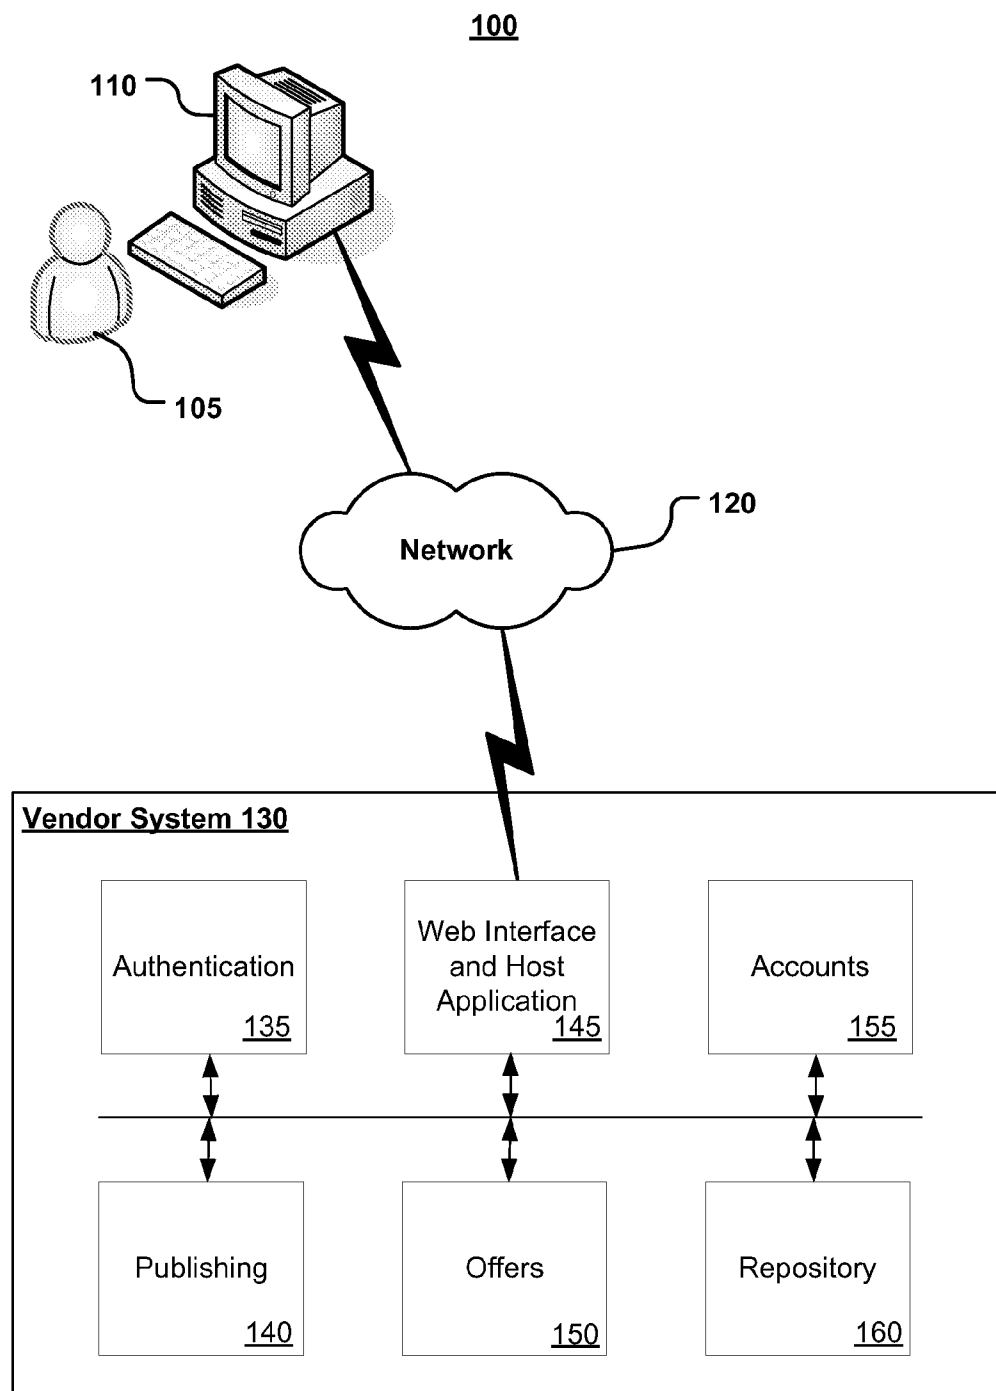 100
110
105
120
Network
Vendor System 130
Authentication
135
Web Interface
and Host
Application
145
Accounts
155
Publishing
140
Offers
150
Repository
160